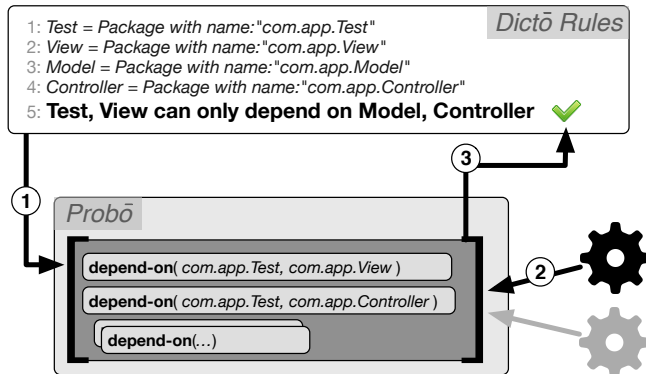 Dictō Rules
1: Test = Package with name:"com.app.Test"
2: View = Package with name:"com.app.View"
3: Model = Package with name:"com.app.Model"
4: Controller = Package with name:"com.app.Controller"
5: Test, View can only depend on Model, Controller
3
1
Probō
depend-on( com.app.Test, com.app.View )
2
depend-on( com.app.Test, com.app.Controller )
depend-on(…)